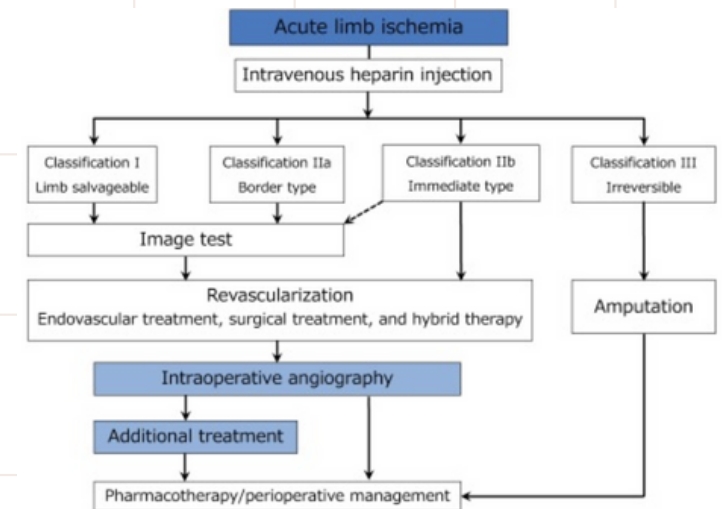 Acute limb ischemia
Intravenous heparin injection
Classification I
Limb salvageable
Classification IIa
Border type
Classification IIb
Immediate type
Classification III
Irreversible
Image test
Revascularization
Endovascular treatment, surgical treatment, and hybrid therapy
Amputation
Intraoperative angiography
Additional treatment
Pharmacotherapy/perioperative management